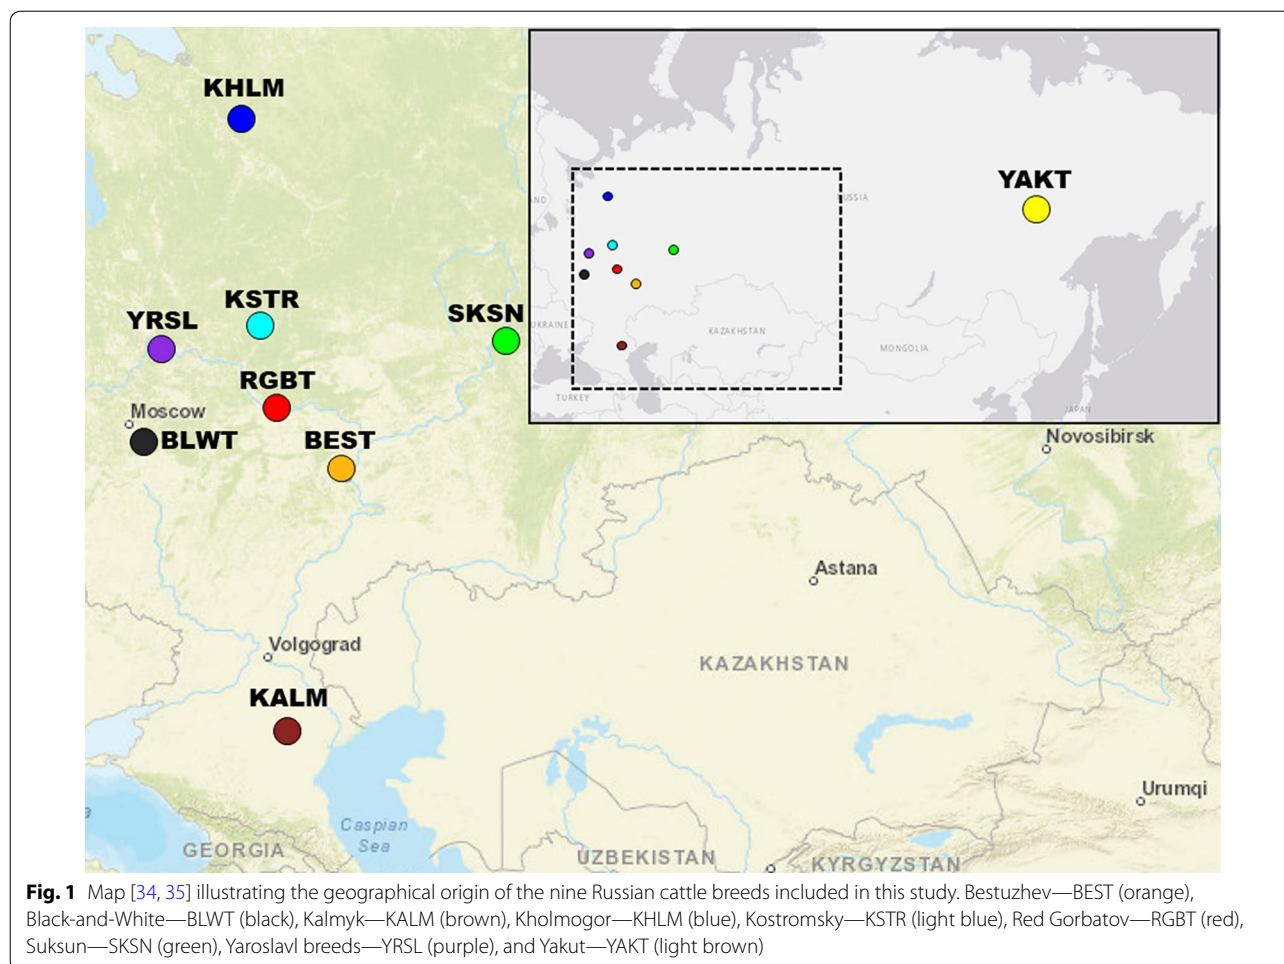 KHLM
YAKT
RUSSIA
KSTR
SKSN
YRSL
UKRAINE
KAZAKHSTAN
MONGOLIA
RGBT
TURKEY
JAPAN
Moscow
BLWT
BEST
Novosibirsk
Astana
Volgograd
KAZAKHSTAN
KALM
Urumqi
Caspian
Sea
GEORGIA
UZBEKISTAN
KYRGYZSTAN
Fig. 1 Map [34, 35] illustrating the geographical origin of the nine Russian cattle breeds included in this study. Bestuzhev—BEST (orange),
Black-and-White—BLWT (black), Kalmyk—KALM (brown), Kholmogor—KHLM (blue), Kostromsky—KSTR (light blue), Red Gorbatov—RGBT (red),
Suksun—SKSN (green), Yaroslavl breeds—YRSL (purple), and Yakut—YAKT (light brown)